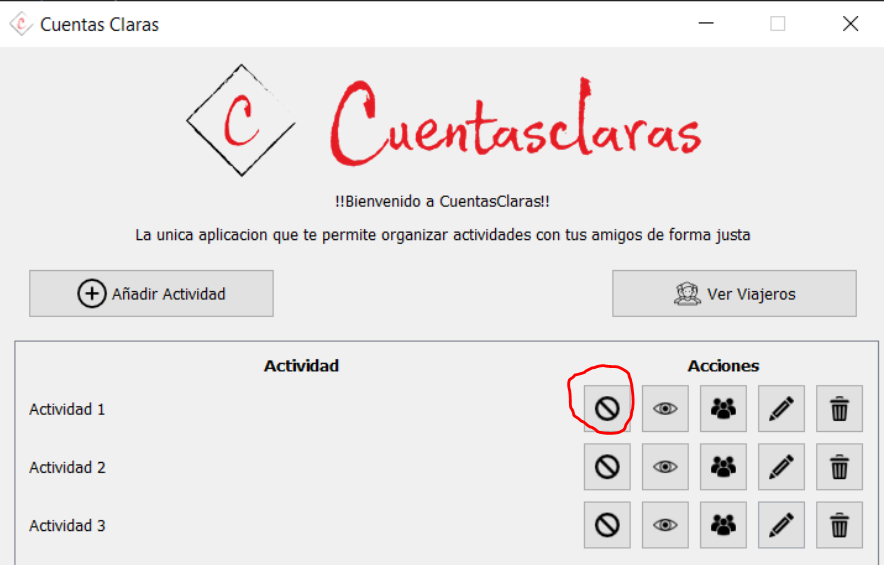 Cuentas Claras
C Cuentasclaras
!!Bienvenido a CuentasClaras!!
La unica aplicacion que te permite organizar actividades con tus amigos de forma justa
Añadir Actividad Ver Viajeros
Actividad Acciones
Actividad 1
Actividad 2
Actividad 3